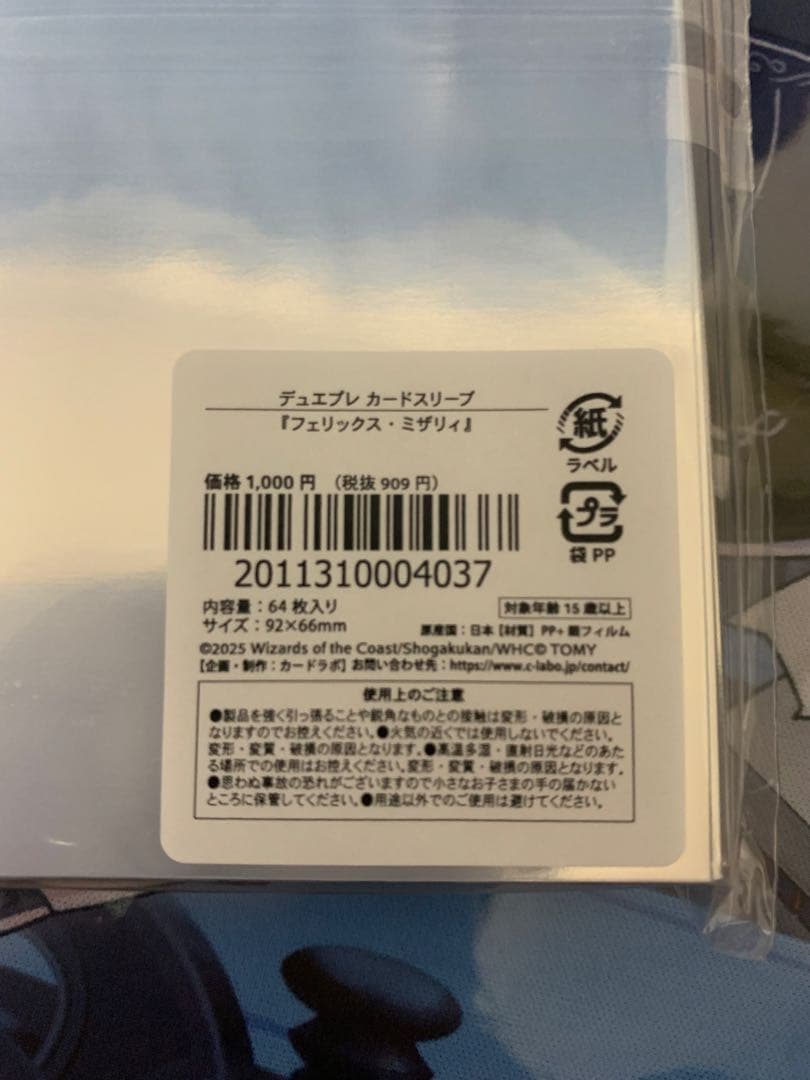 デュエプレ カードスリーブ
『フェリックス・ミザリィ』
紙
ラベル
価格 1,000 円 (税抜 909 円)
プラ
袋 PP
2011310004037
内容量：64 枚入り
対象年齢 15 歳以上
サイズ：92×66mm
原産国：日本【材質】PP+ 銀フィルム
©2025 Wizards of the Coast/Shogakukan/WHC© TOMY
【企画・制作：カードラボ】お問い合わせ先：https://www.c-labo.jp/contact/
使用上のご注意
●製品を強く引っ張ることや鋭角なものとの接触は変形・破損の原因と
なりますのでお控えください。●火気の近くでは使用しないでください。
変形・変質・破損の原因となります。●高温多湿・直射日光などのあた
る場所での使用はお控えください。変形・変質・破損の原因となります。
●思わぬ事故の恐れがございますので小さなお子さまの手の届かない
ところに保管してください。●用途以外でのご使用は避けてください。